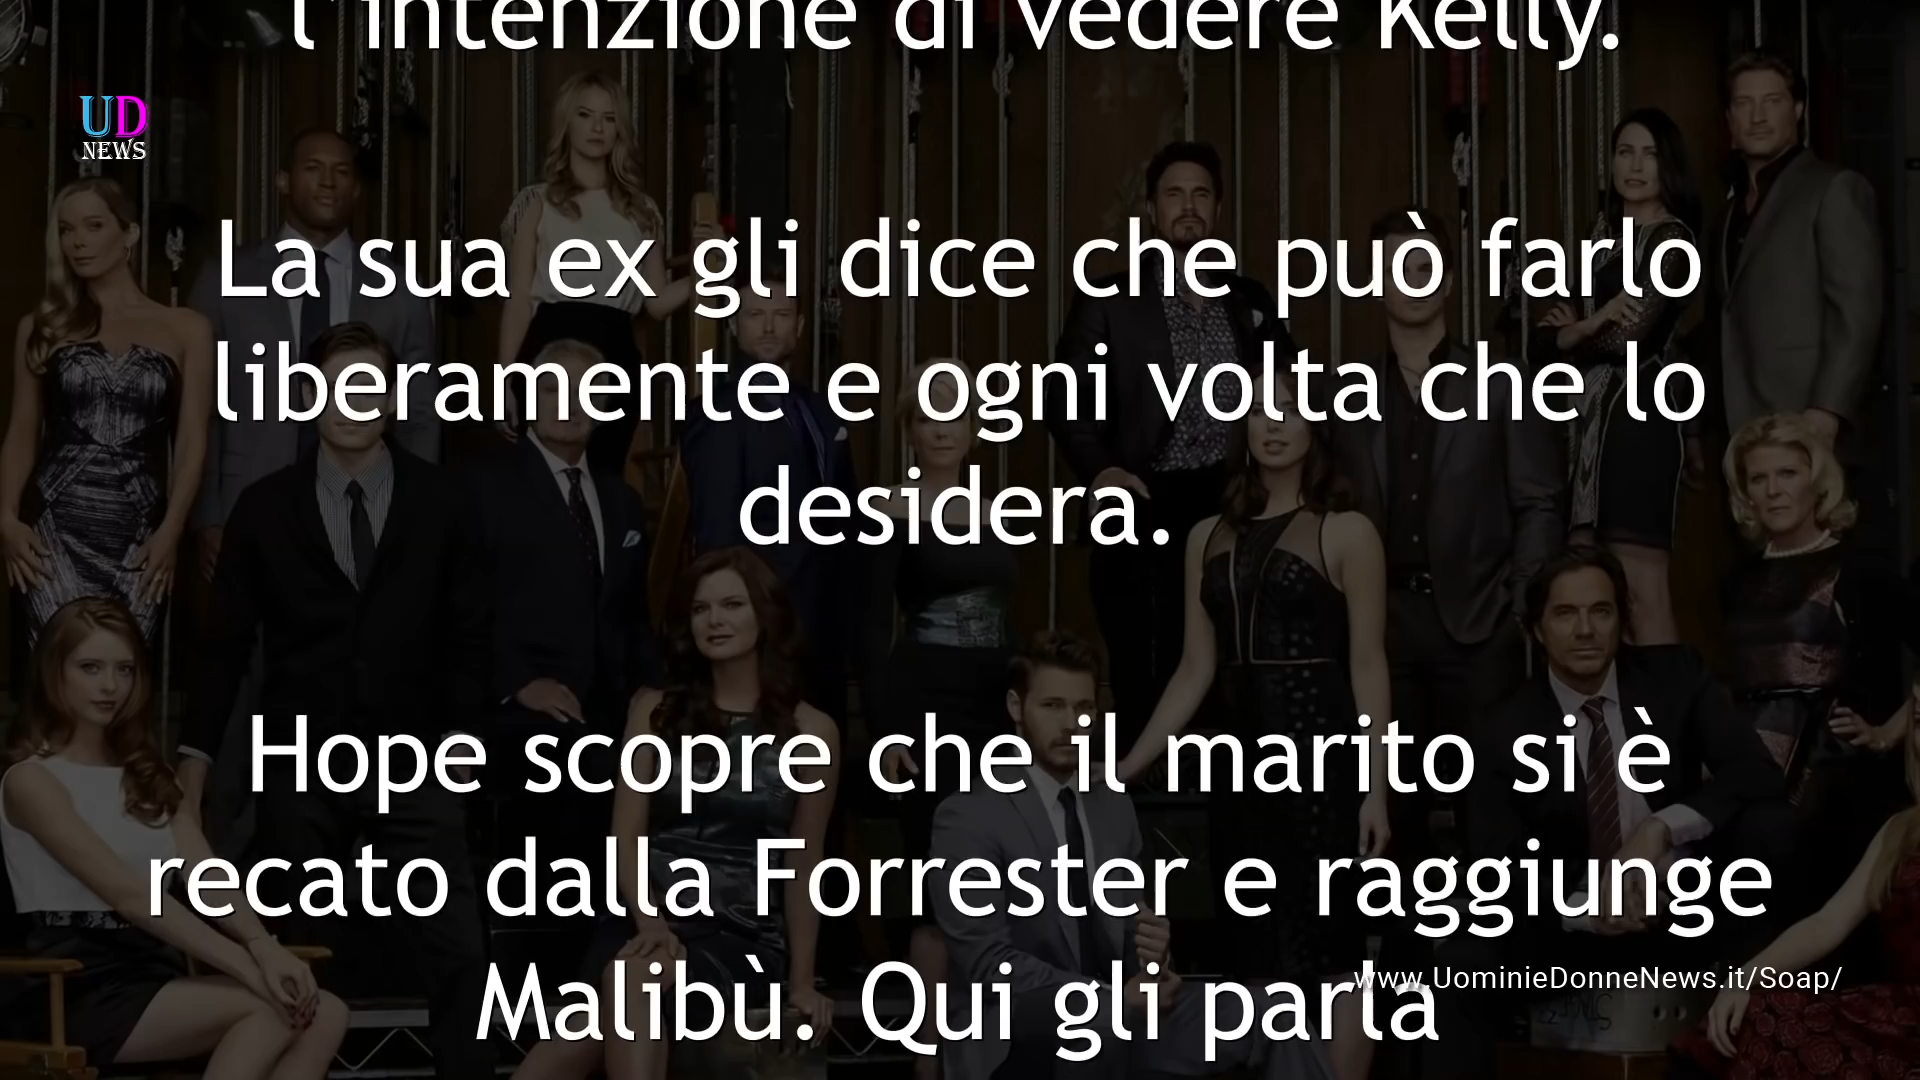 l'intenzione di vedere Kelly.
UD
NEWS
La sua ex gli dice che può farlo
liberamente e ogni volta che lo
desidera.
Hope scopre che il marito si è
recato dalla Forrester e raggiunge
Malibù. Qui gli parla
www.UominieDonneNews.it/Soap/